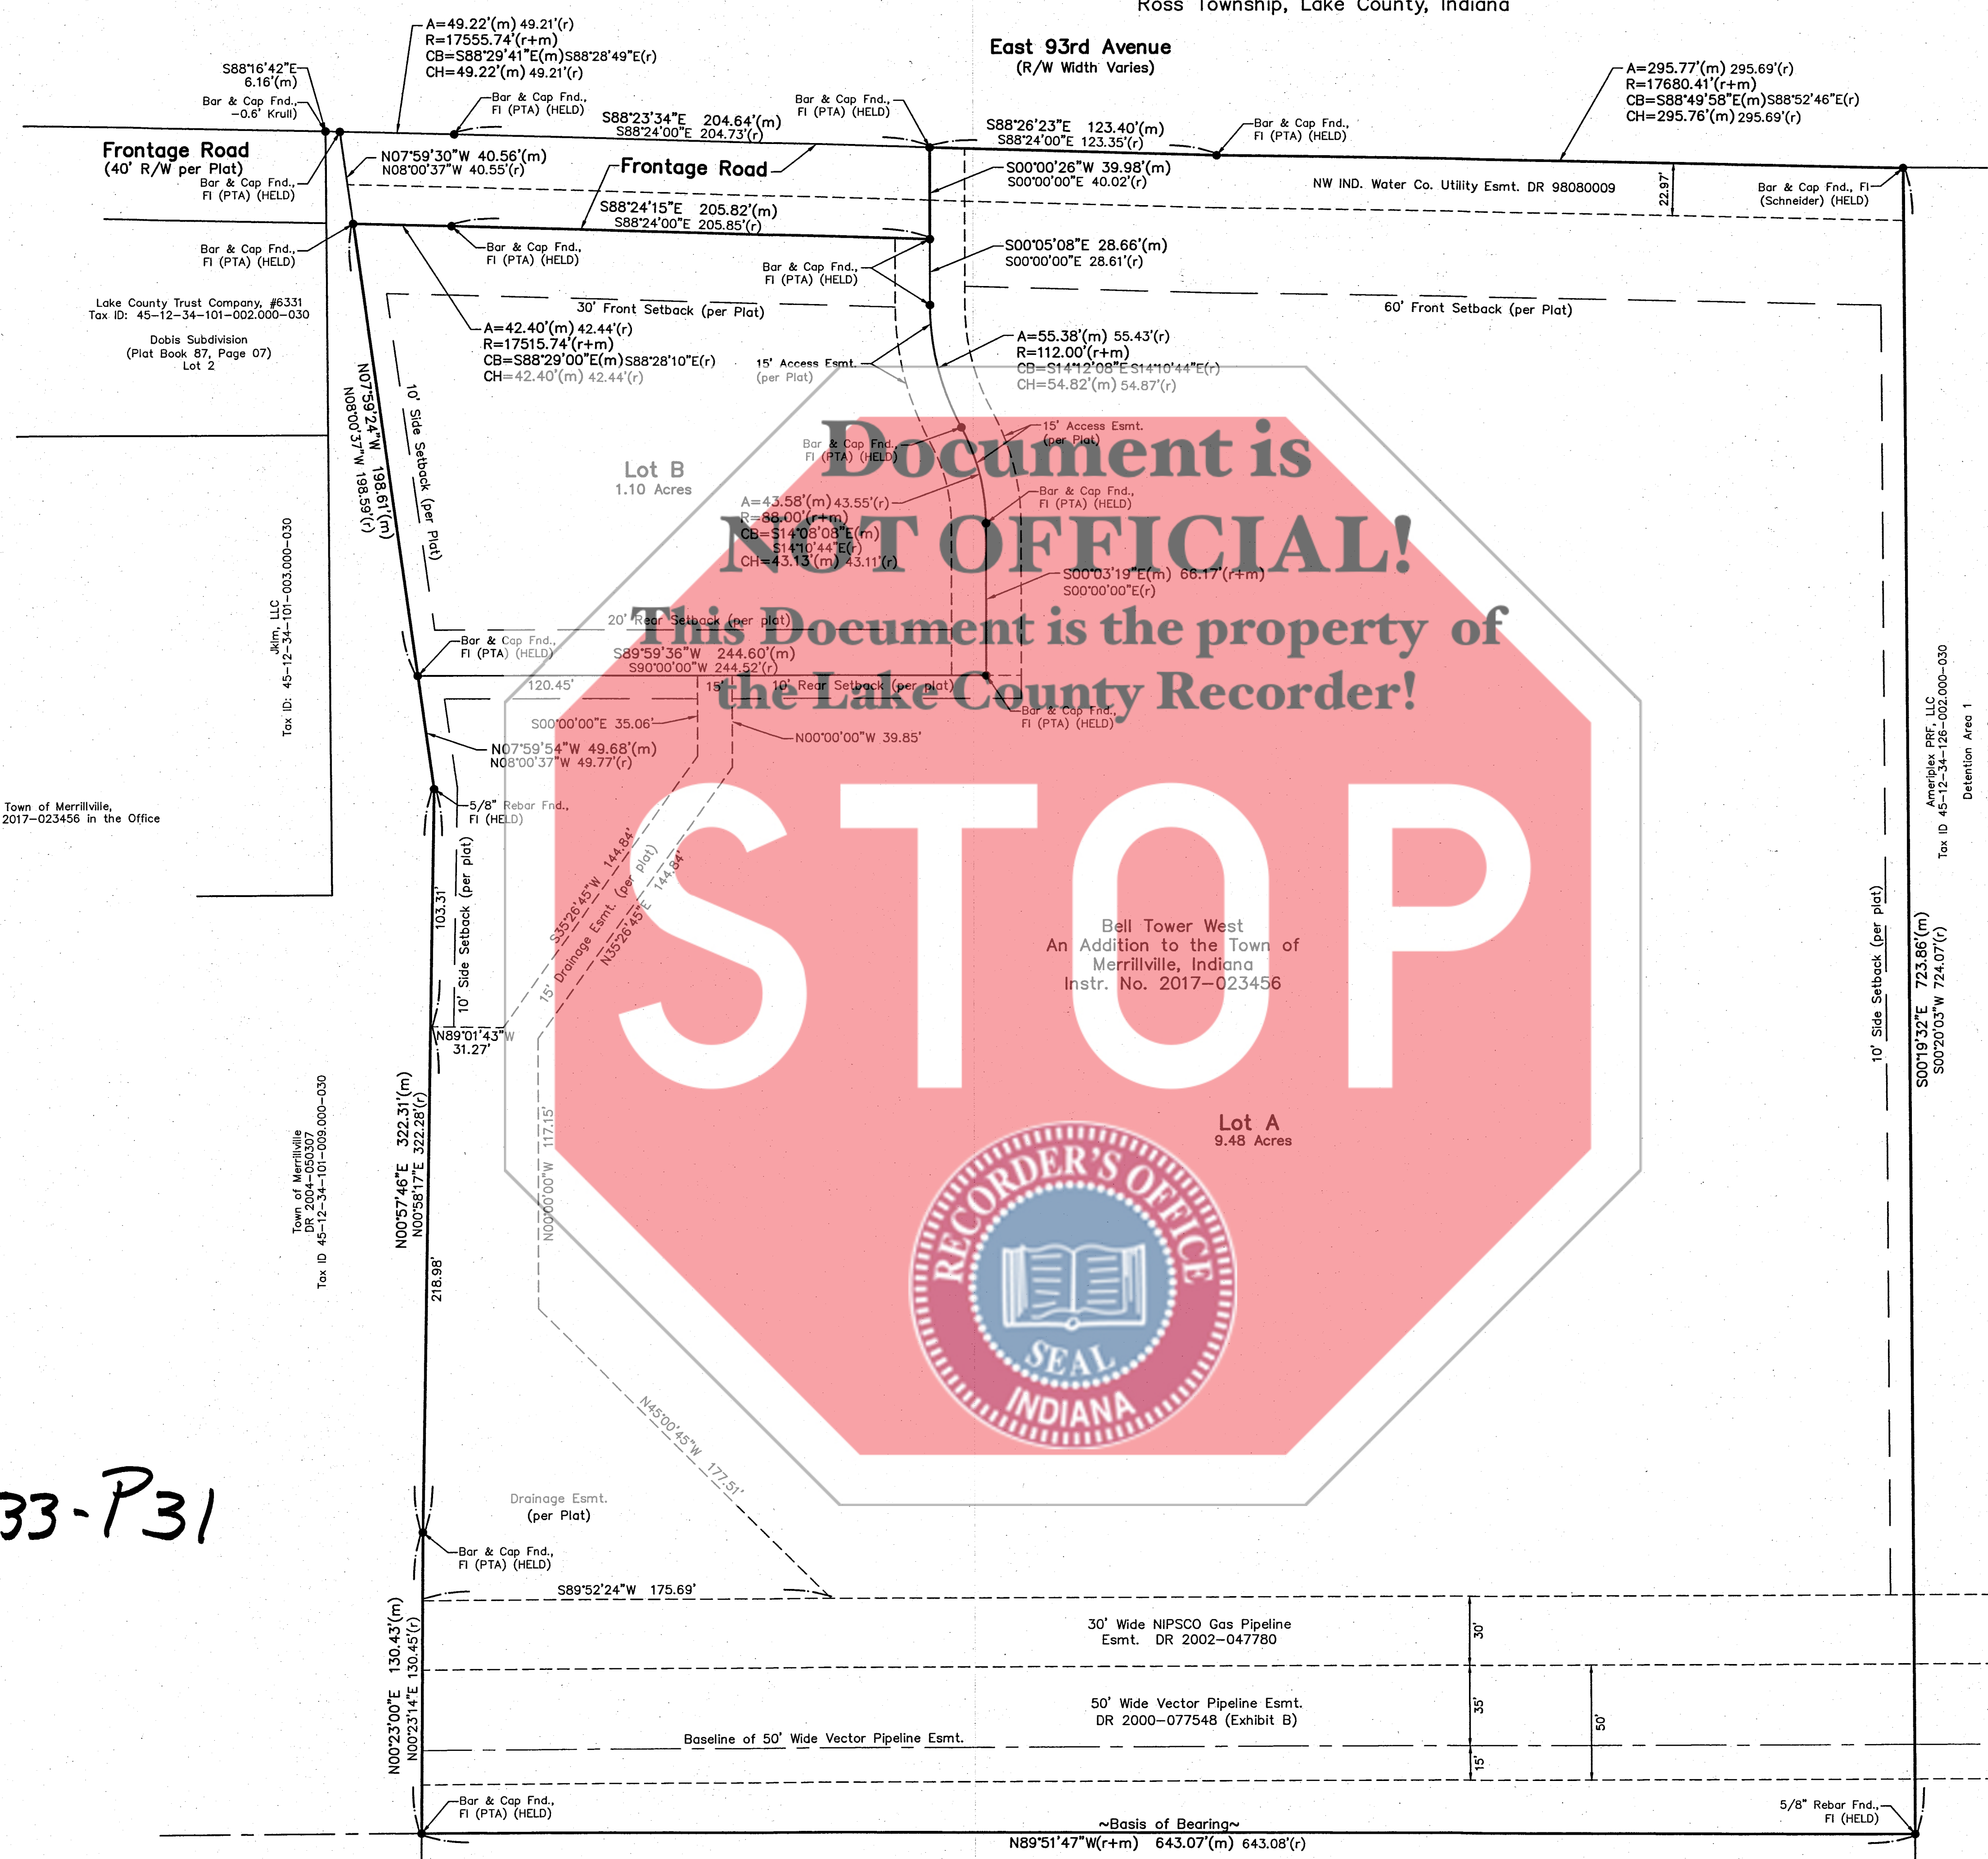 Ross Township, Lake County, Indiana
A=49.22'(m) 49.21'(r)
R=17555.74'(r+m)
CB=S88°29'41"E(m)S88°28'49"E(r)
CH=49.22'(m) 49.21'(r)
East 93rd Avenue
(R/W Width Varies)
A=295.77'(m) 295.69'(r)
R=17680.41'(r+m)
CB=S88°49'58"E(m)S88°52'46"E(r)
CH=295.76'(m) 295.69'(r)
S88°16'42"E
6.16'(m)
Bar & Cap Fnd.,
-0.6' Krull)
Bar & Cap Fnd.,
FI (PTA) (HELD)
S88°23'34"E 204.64'(m)
S88°24'00"E 204.73'(r)
Bar & Cap Fnd.,
FI (PTA) (HELD)
S88°26'23"E 123.40'(m)
S88°24'00"E 123.35'(r)
Bar & Cap Fnd.,
FI (PTA) (HELD)
Frontage Road
(40' R/W per Plat)
Bar & Cap Fnd.,
FI (PTA) (HELD)
N07°59'30"W 40.56'(m)
N08°00'37"W 40.55'(r)
Frontage Road
S00°00'26"W 39.98'(m)
S00°00'00"E 40.02'(r)
NW IND. Water Co. Utility Esmt. DR 98080009
22.97'
Bar & Cap Fnd., FI
(Schneider) (HELD)
S88°24'15"E 205.82'(m)
S88°24'00"E 205.85'(r)
Bar & Cap Fnd.,
FI (PTA) (HELD)
Bar & Cap Fnd.,
FI (PTA) (HELD)
Bar & Cap Fnd.,
FI (PTA) (HELD)
S00°05'08"E 28.66'(m)
S00°00'00"E 28.61'(r)
Lake County Trust Company, #6331
Tax ID: 45-12-34-101-002.000-030
Dobis Subdivision
(Plat Book 87, Page 07)
Lot 2
30' Front Setback (per Plat)
60' Front Setback (per Plat)
A=42.40'(m) 42.44'(r)
R=17515.74'(r+m)
CB=S88°29'00"E(m)S88°28'10"E(r)
CH=42.40'(m) 42.44'(r)
15' Access Esmt.
(per Plat)
A=55.38'(m) 55.43'(r)
R=112.00'(r+m)
CB=S14°12'08"E S14°10'44"E(r)
CH=54.82'(m) 54.87'(r)
N07°59'24"W 198.61'(m)
N08°00'37"W 198.59'(r)
10' Side Setback (per Plat)
Document is
NOT OFFICIAL!
This Document is the property of
the Lake County Recorder!
15' Access Esmt.
(per Plat)
Bar & Cap Fnd.,
FI (PTA) (HELD)
Lot B
1.10 Acres
A=43.58'(m) 43.55'(r)
R=88.00'(r+m)
CB=S14°08'08"E(m)
S14°10'44"E(r)
CH=43.13'(m) 43.11'(r)
Bar & Cap Fnd.,
FI (PTA) (HELD)
S00°03'19"E(m) 66.17'(r+m)
S00°00'00"E(r)
Jklm, LLC
Tax ID: 45-12-34-101-003.000-030
20' Rear Setback (per plat)
Bar & Cap Fnd.,
FI (PTA) (HELD)
S89°59'36"W 244.60'(m)
S90°00'00"W 244.52'(r)
120.45'
15'
10' Rear Setback (per plat)
S00°00'00"E 35.06'
N00°00'00"W 39.85'
Bar & Cap Fnd.,
FI (PTA) (HELD)
N07°59'54"W 49.68'(m)
N08°00'37"W 49.77'(r)
Ameriplex PRF, LLC
Tax ID 45-12-34-126-002.000-030
Detention Area 1
Town of Merrillville,
2017-023456 in the Office
5/8" Rebar Fnd.,
FI (HELD)
103.31'
10' Side Setback (per plat)
S35°26'45"W 144.84'
15' Drainage Esmt. (per plat)
N35°26'45"E 144.84'
STOP
Bell Tower West
An Addition to the Town of
Merrillville, Indiana
Instr. No. 2017-023456
10' Side Setback (per plat)
S00°19'32"E 723.86'(m)
S00°20'03"W 724.07'(r)
N89°01'43"W
31.27'
Town of Merrillville
DR 2004-050307
Tax ID 45-12-34-101-009.000-030
N00°57'46"E 322.31'(m)
N00°58'17"E 322.28'(r)
N00°00'00"W 117.15'
Lot A
9.48 Acres
RECORDER'S OFFICE
SEAL
INDIANA
218.98'
N45°00'45"W 177.51'
33-P31
Drainage Esmt.
(per Plat)
Bar & Cap Fnd.,
FI (PTA) (HELD)
S89°52'24"W 175.69'
N00°23'00"E 130.43'(m)
N00°23'14"E 130.45'(r)
30' Wide NIPSCO Gas Pipeline
Esmt. DR 2002-047780
30'
50' Wide Vector Pipeline Esmt.
DR 2000-077548 (Exhibit B)
35'
50'
Baseline of 50' Wide Vector Pipeline Esmt.
15'
Bar & Cap Fnd.,
FI (PTA) (HELD)
5/8" Rebar Fnd.,
FI (HELD)
~Basis of Bearing~
N89°51'47"W(r+m) 643.07'(m) 643.08'(r)